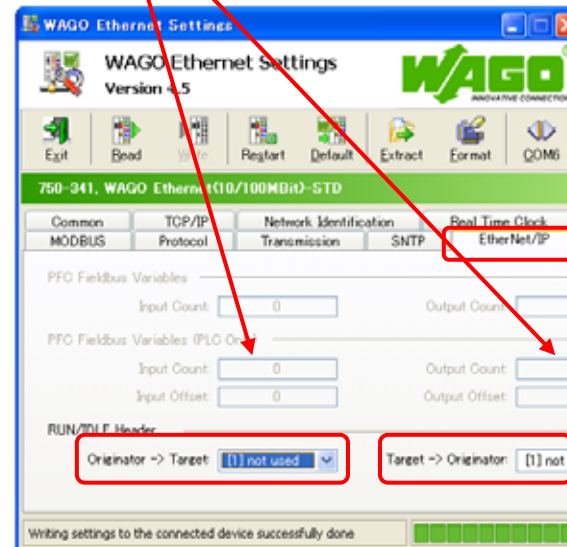 WAGO Ethernet Settings
WAGO Ethernet Settings
Version 4.5
WAGO
INNOVATIVE CONNECTION
Exit Read Write Restart Default Extract Format COM6
750-341, WAGO Ethernet(10/100MBit)-STD
Common TCP/IP Network Identification Real Time Clock
MODBUS Protocol Transmission SNTP EtherNet/IP
PFC Fieldbus Variables
Input Count: 0 Output Count:
PFC Fieldbus Variables (PLC Only)
Input Count: 0 Output Count:
Input Offset: 0 Output Offset:
RUN/IDLE Header
Originator -> Target: [1] not used Target -> Originator: [1] not
Writing settings to the connected device successfully done